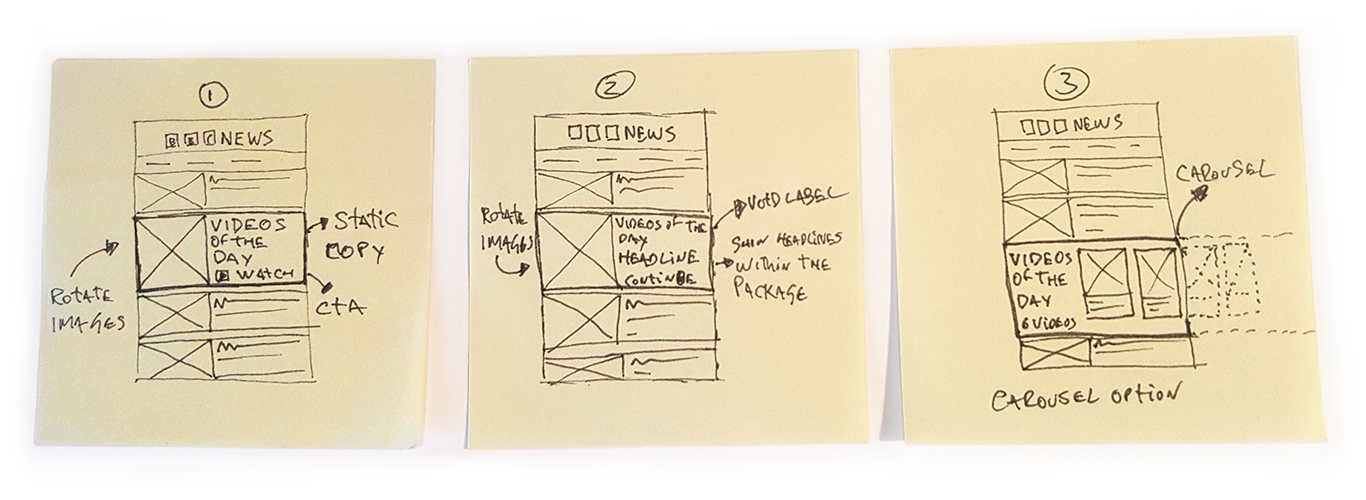 1
BBC NEWS
VIDEOS
OF THE
DAY
WATCH
STATIC
COPY
CTA
ROTATE
IMAGES
2
NEWS
VIDEOS OF THE
DAY
HEADLINE
CONTINUE
ROTATE
IMAGES
LABEL
SHOW HEADLINES
WITHIN THE
PACKAGE
3
NEWS
VIDEOS
OF THE
DAY
6 VIDEOS
CAROUSEL
CAROUSEL OPTION